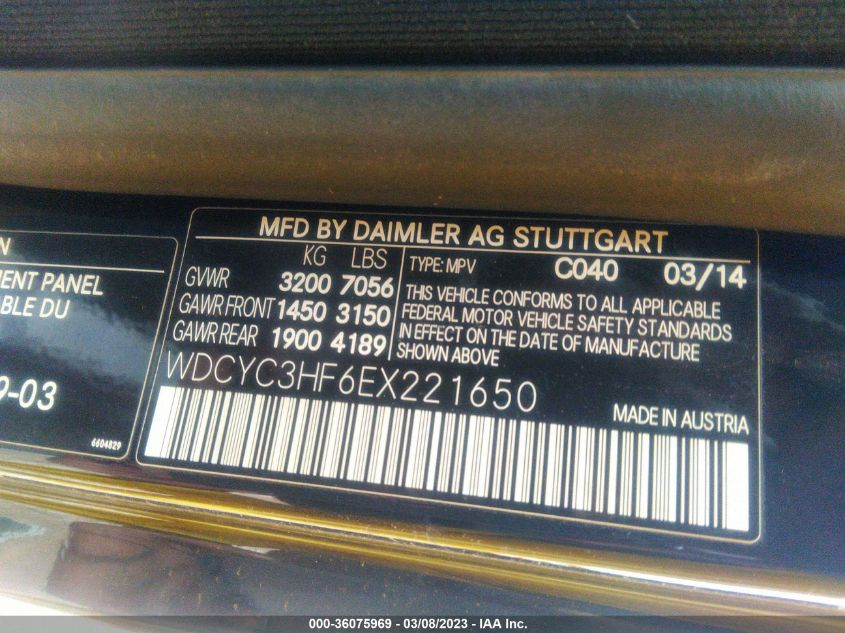 MFD BY DAIMLER AG STUTTGART
KG LBS
GVWR 3200 7056
GAWR FRONT 1450 3150
GAWR REAR 1900 4189
TYPE: MPV C040 03/14
THIS VEHICLE CONFORMS TO ALL APPLICABLE
FEDERAL MOTOR VEHICLE SAFETY STANDARDS
IN EFFECT ON THE DATE OF MANUFACTURE
SHOWN ABOVE
WDCYC3HF6EX221650
MADE IN AUSTRIA
N
MENT PANEL
ABLE DU
9-03
6604829
000-36075969 - 03/08/2023 - IAA Inc.